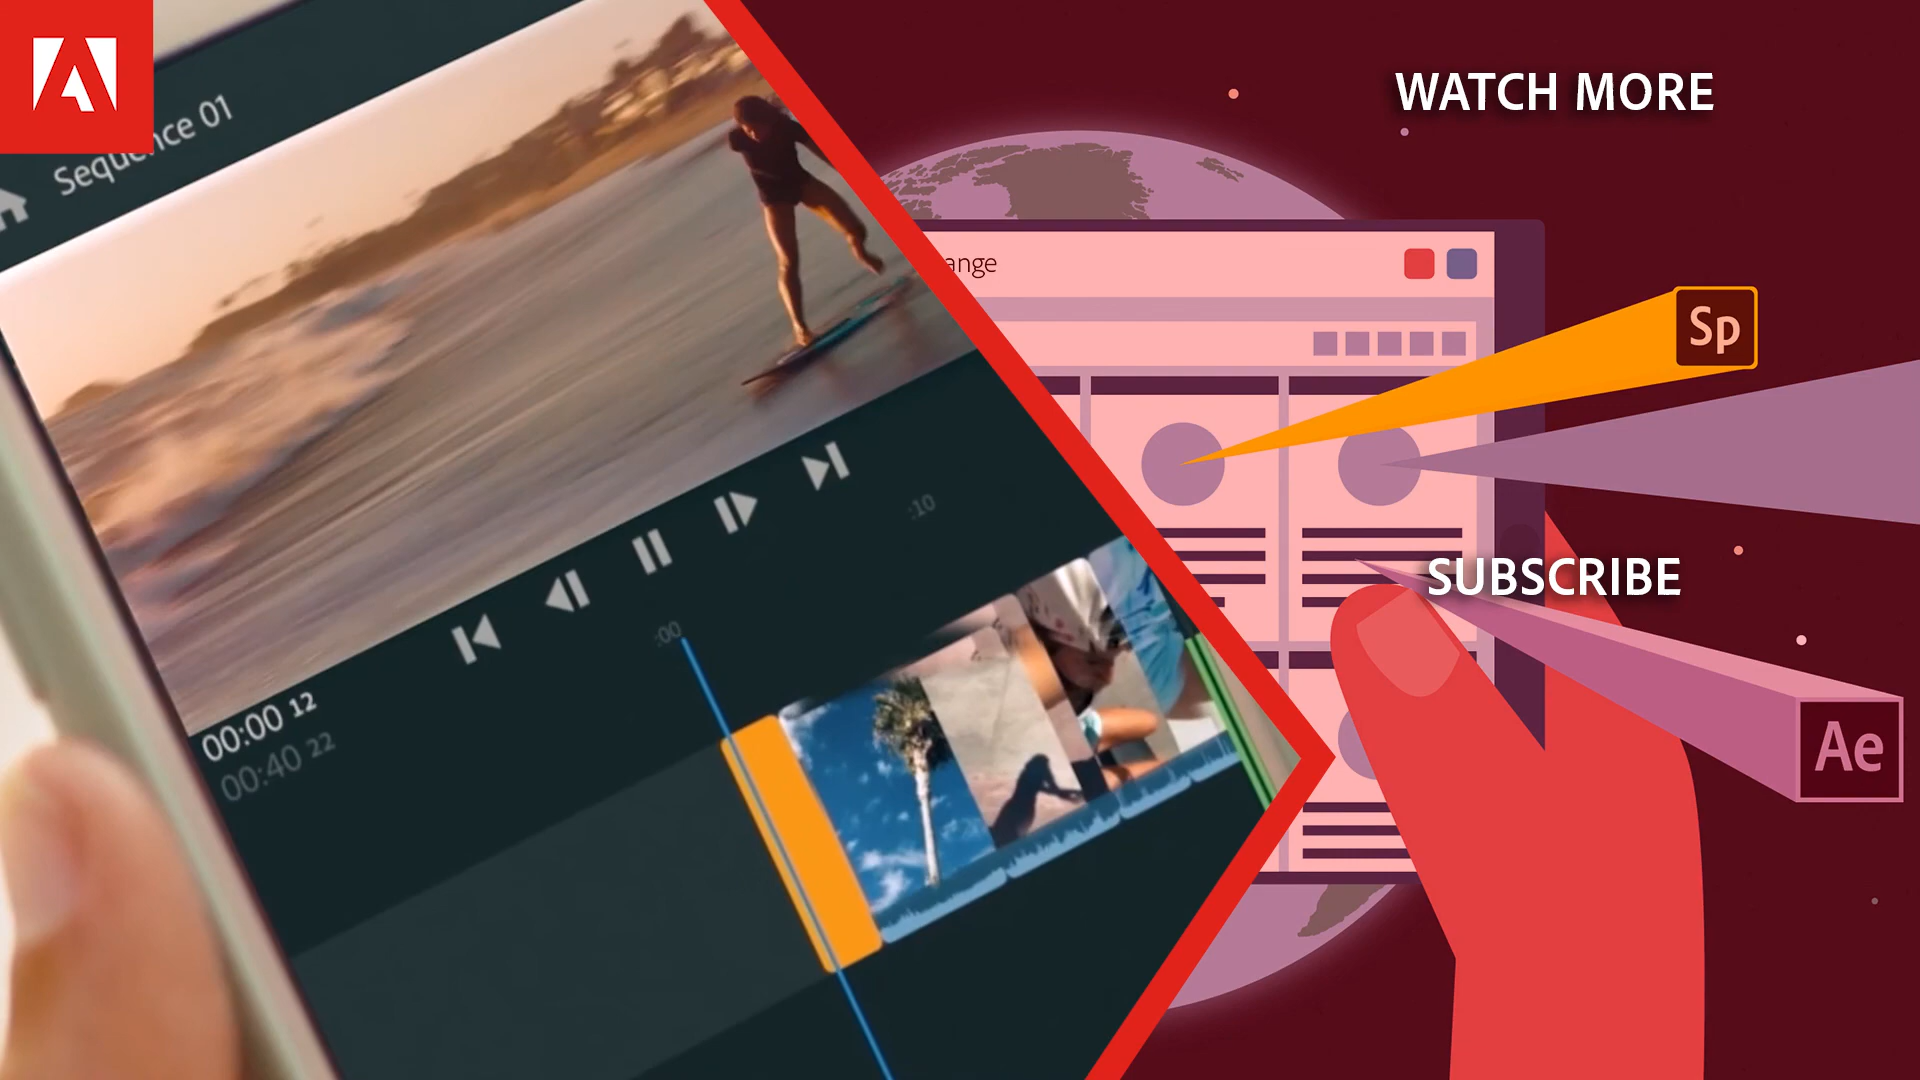 Sequence 01
WATCH MORE
ange
Sp
:10
SUBSCRIBE
:00
00:00 12
00:40 22
Ae